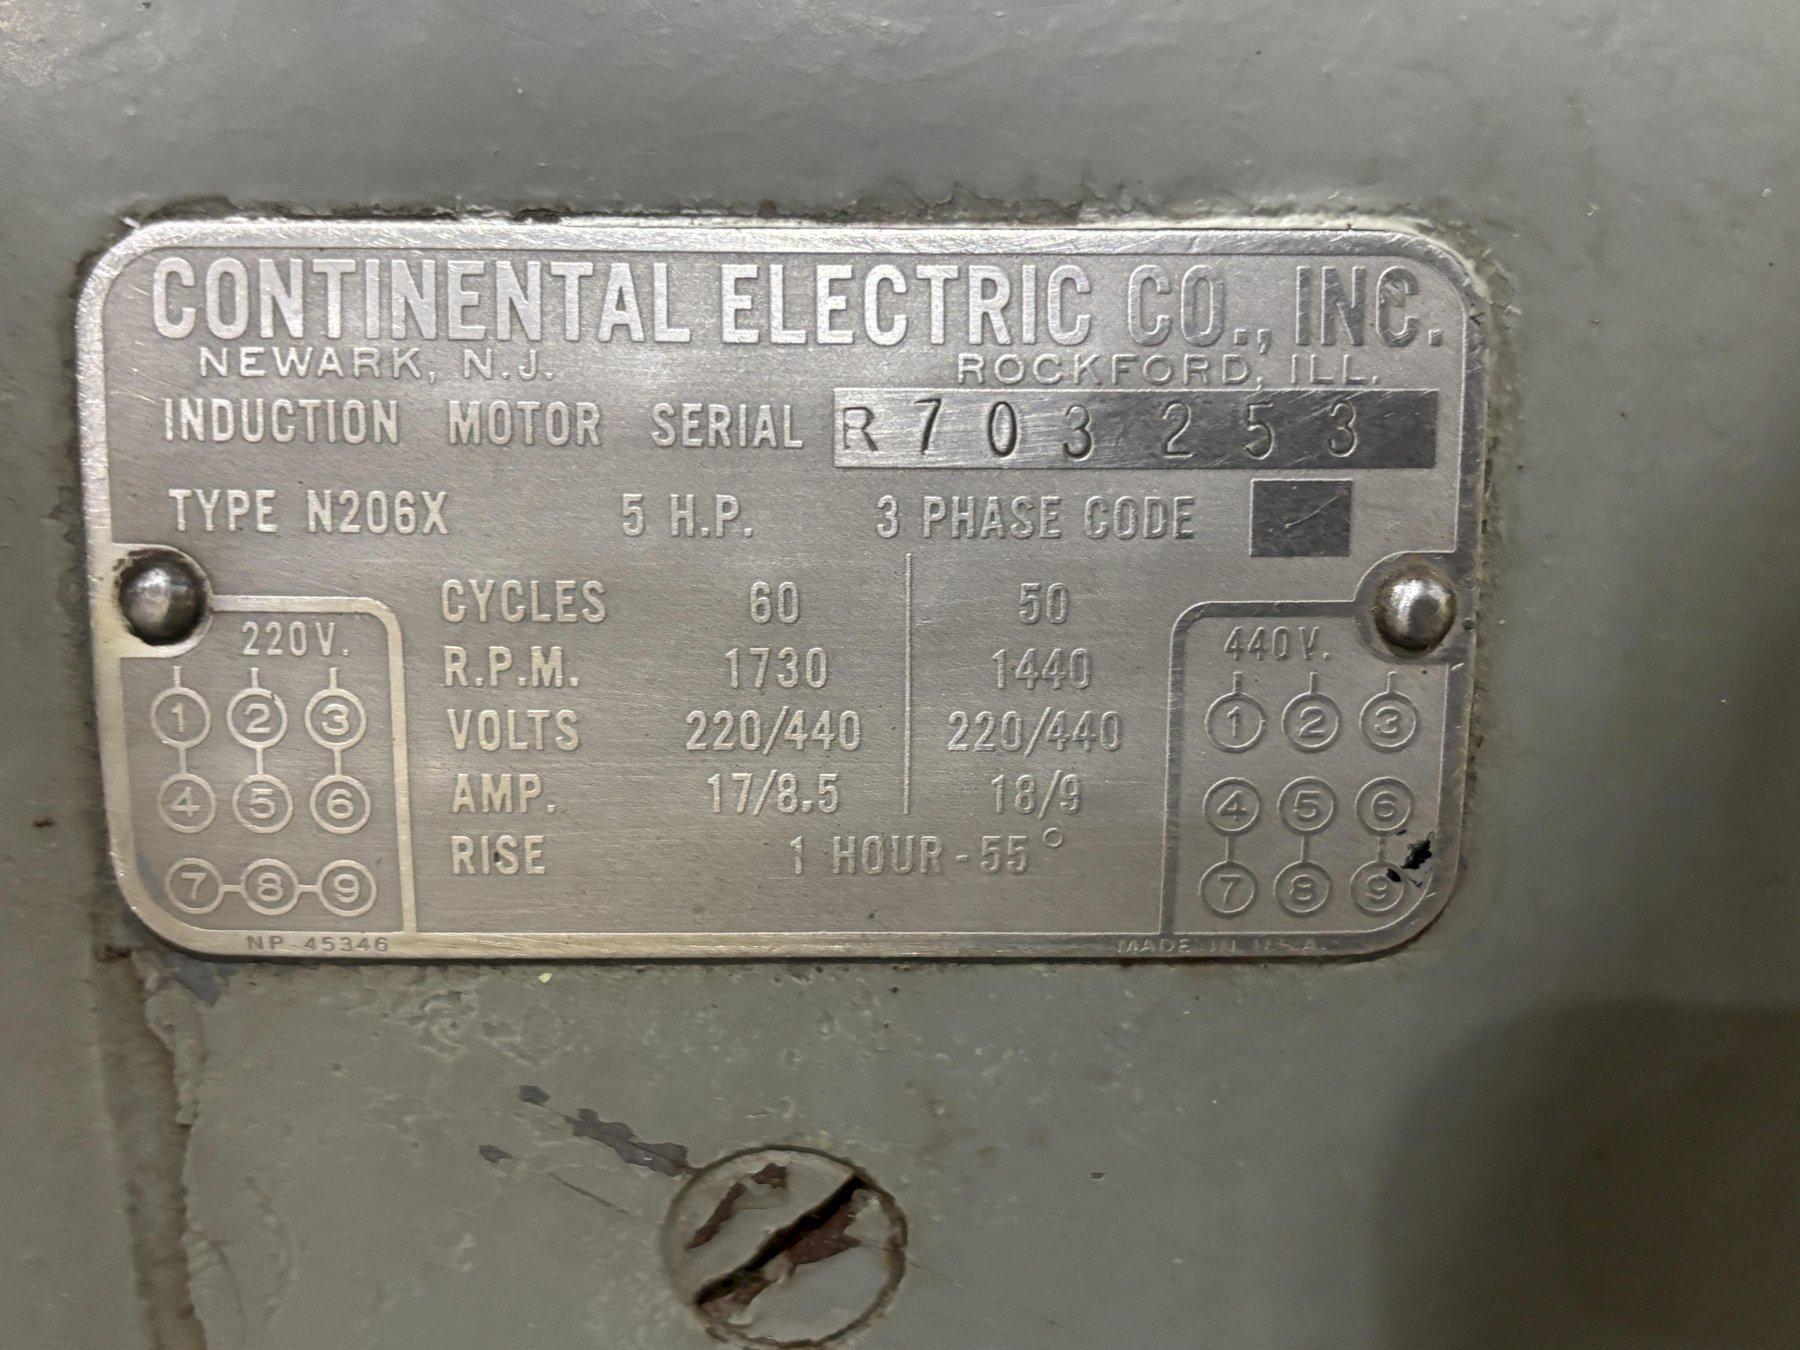 CONTINENTAL ELECTRIC CO., INC.
NEWARK, N.J. ROCKFORD, ILL.
INDUCTION MOTOR SERIAL R703253
TYPE N206X 5 H.P. 3 PHASE CODE
220V.
1 2 3
4 5 6
7-8-9
CYCLES 60 50
R.P.M. 1730 1440
VOLTS 220/440 220/440
AMP. 17/8.5 18/9
RISE 1 HOUR-55°
440V.
1 2 3
4 5 6
7 8 9
NP 45346
MADE IN U.S.A.